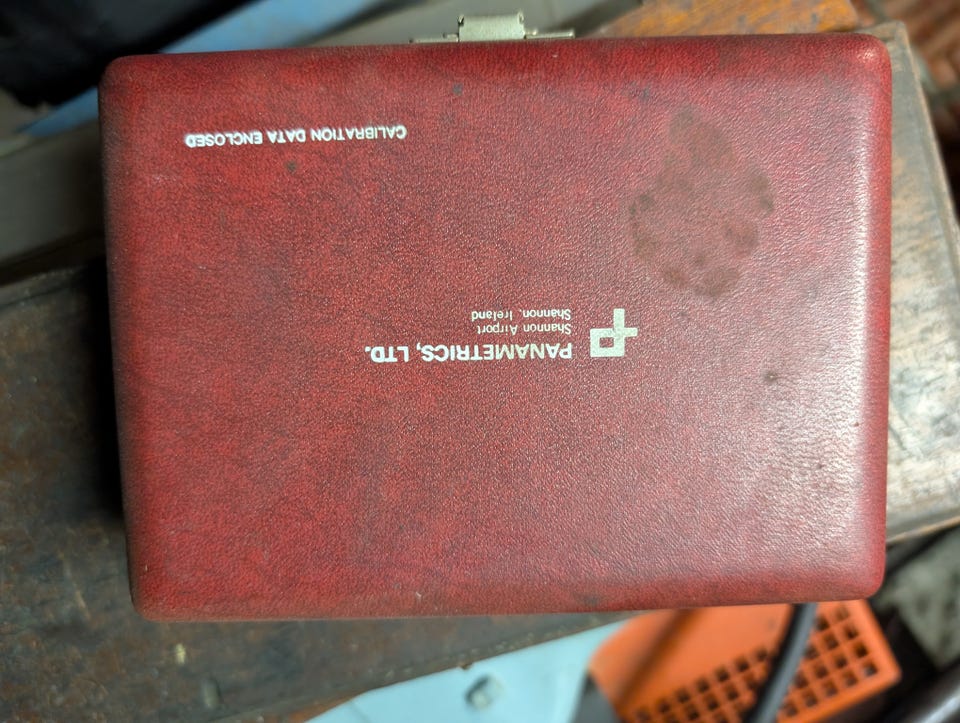 PANAMETRICS, LTD.
Shannon Airport
Shannon, Ireland
CALIBRATION DATA ENCLOSED